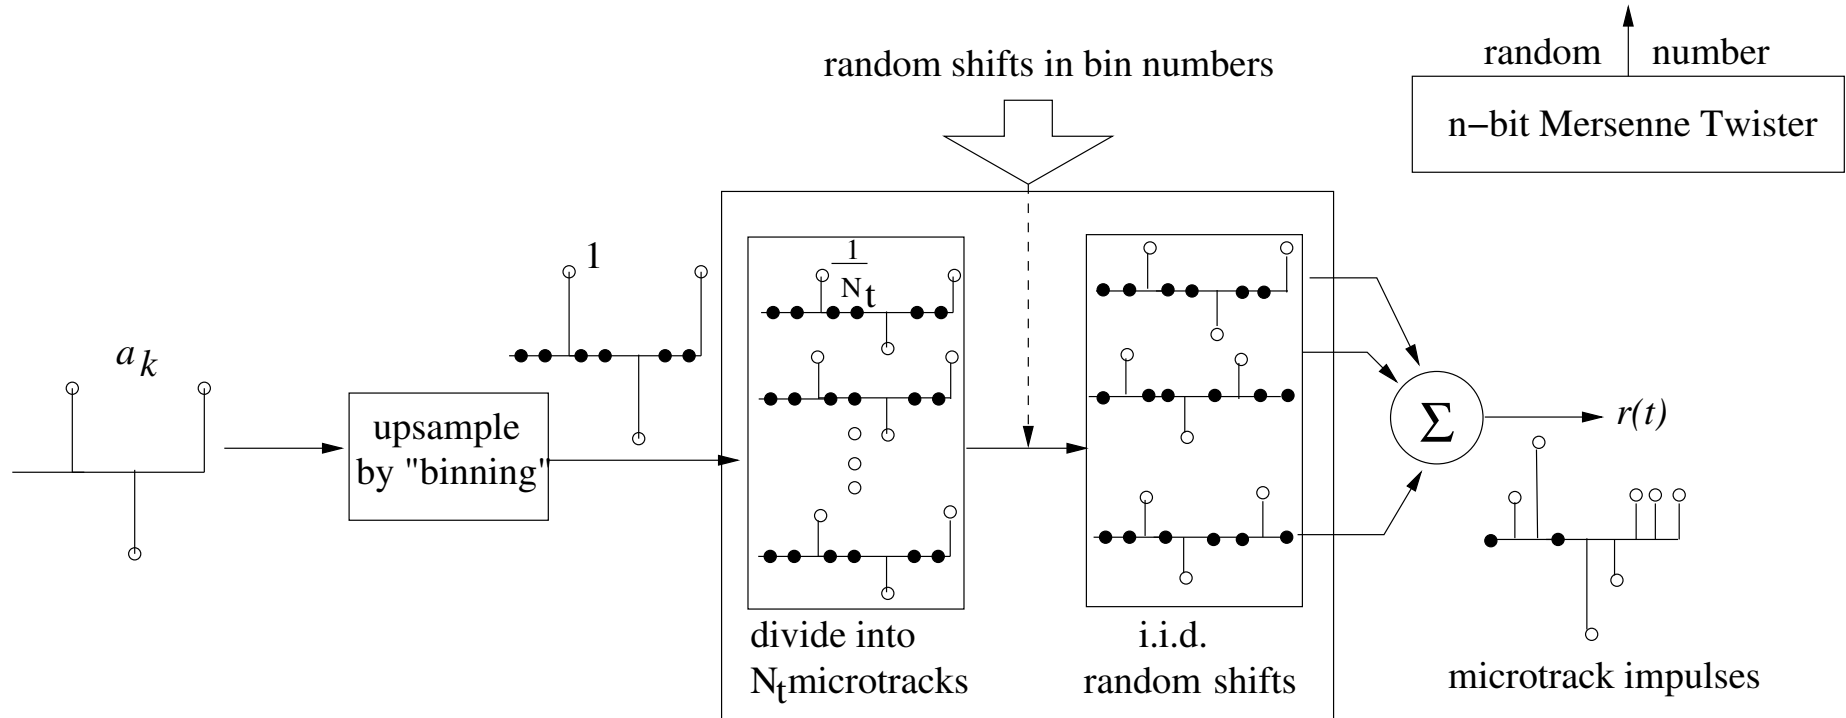 random number
n−bit Mersenne Twister
random shifts in bin numbers
1
1
N t
a k
upsample
by "binning"
Σ
r(t)
divide into
N t microtracks
i.i.d.
random shifts
microtrack impulses